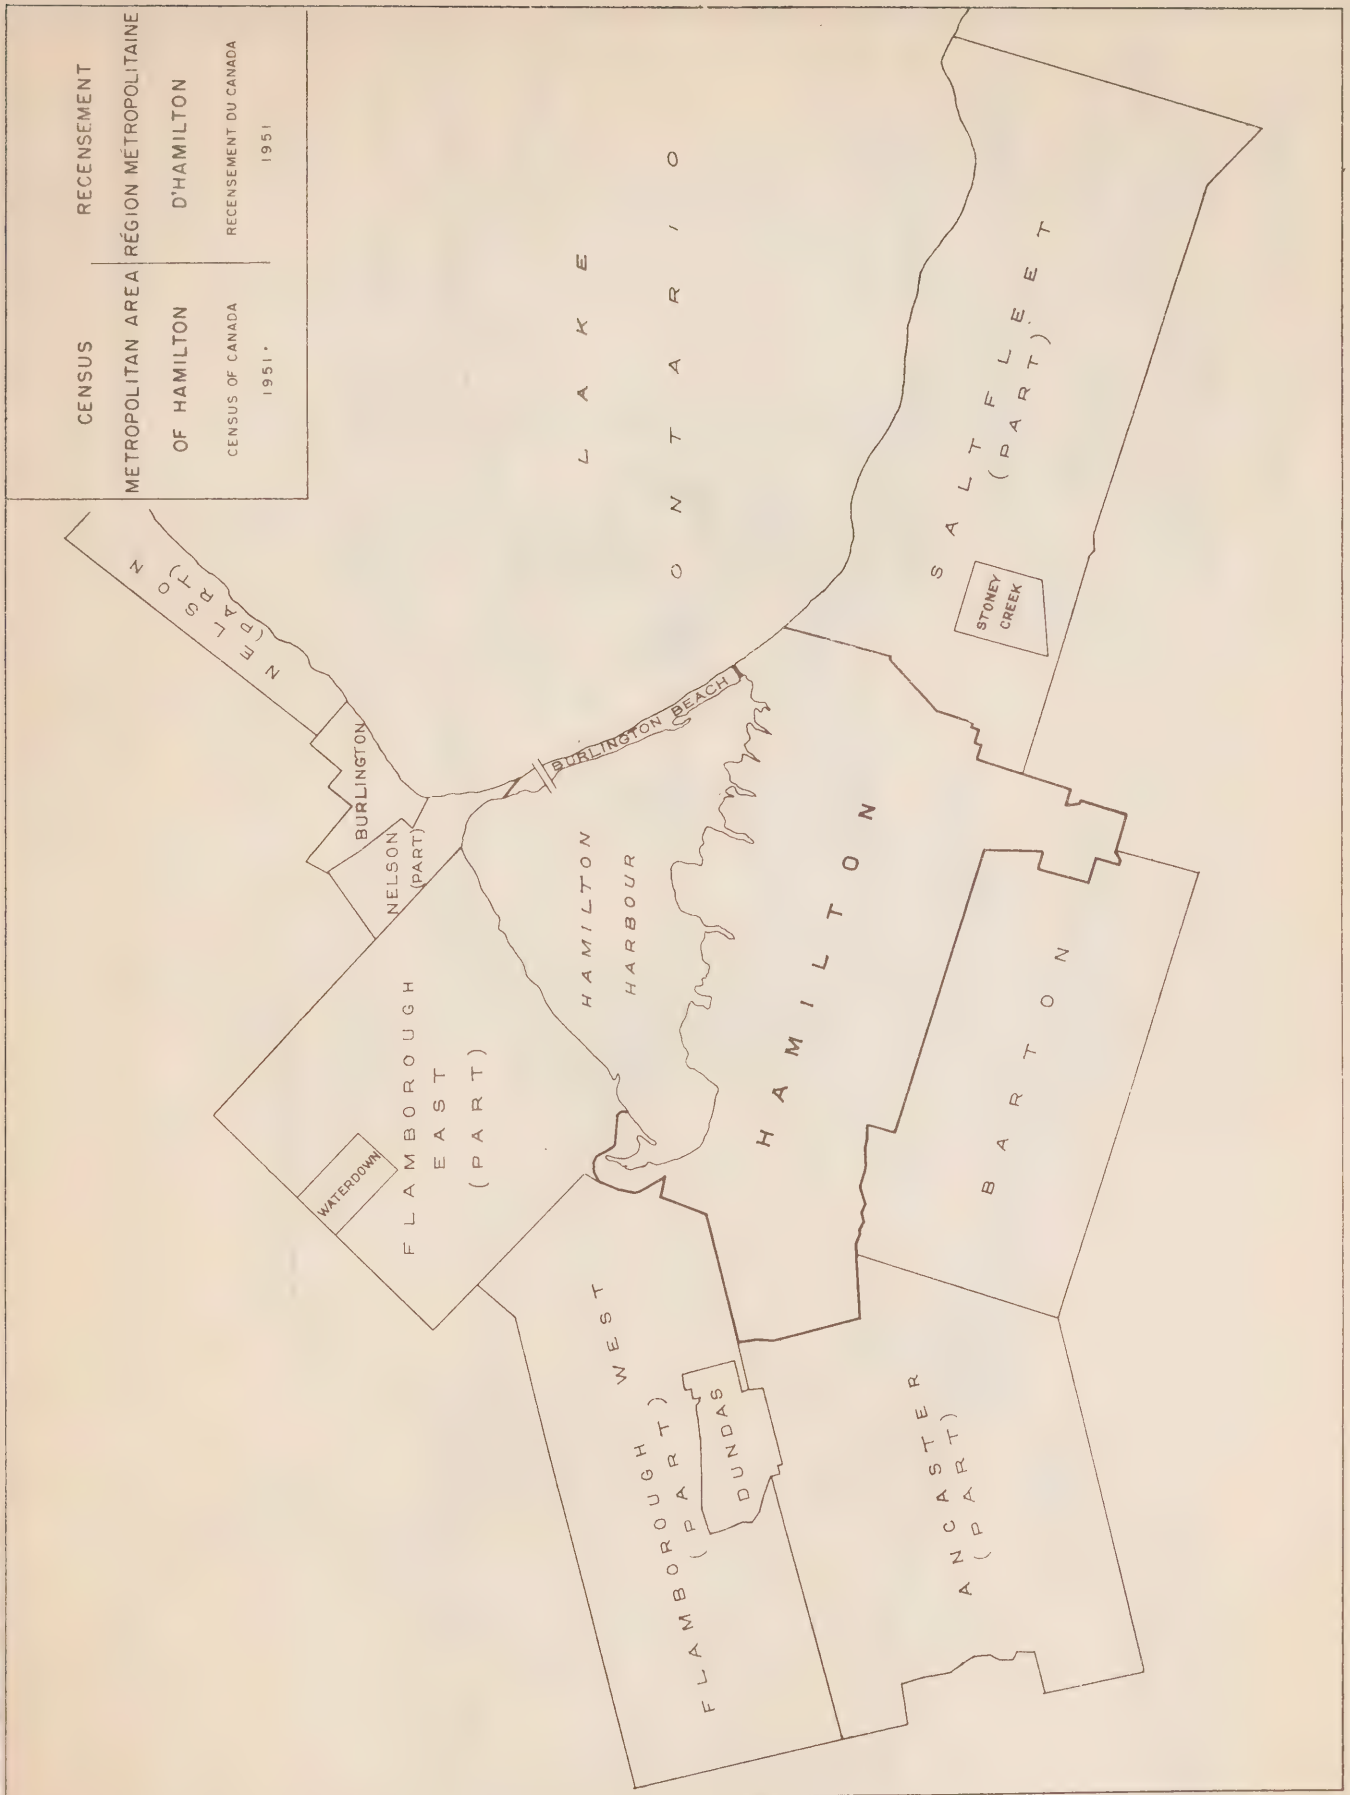 CENSUS
METROPOLITAN AREA
OF HAMILTON
CENSUS OF CANADA
1951
RECENSEMENT
RÉGION MÉTROPOLITAINE
D'HAMILTON
RECENSEMENT DU CANADA
1951
NELSON
(PART)
BURLINGTON
NELSON
(PART)
WATERDOWN
FLAMBOROUGH
EAST
(PART)
LAKE
ONTARIO
BURLINGTON BEACH
HAMILTON
HARBOUR
WEST
FLAMBOROUGH
(PART)
DUNDAS
HAMILTON
SALTFLEET
(PART)
STONEY
CREEK
ANCASTER
(PART)
BARTON